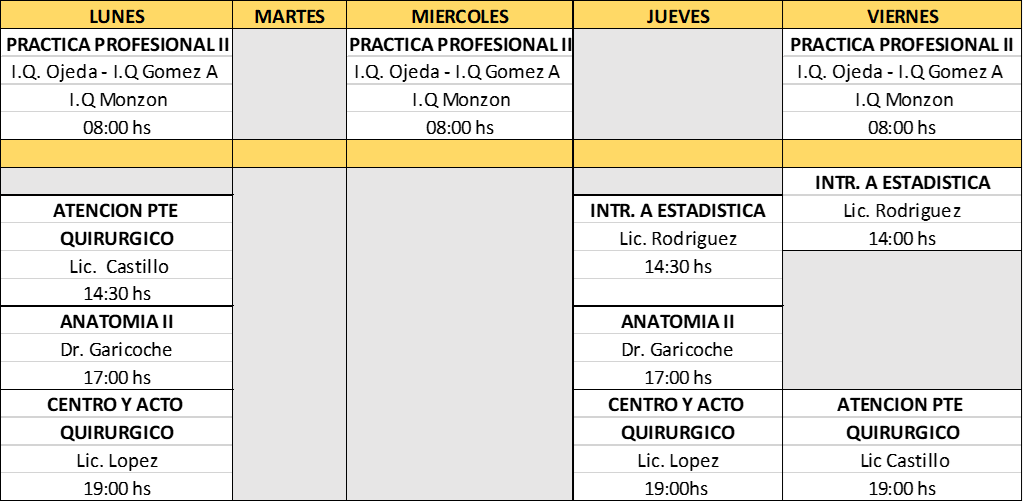 LUNES MARTES MIERCOLES JUEVES VIERNES
PRACTICA PROFESIONAL II PRACTICA PROFESIONAL II PRACTICA PROFESIONAL II
I.Q. Ojeda - I.Q Gomez A I.Q. Ojeda - I.Q Gomez A I.Q. Ojeda - I.Q Gomez A
I.Q Monzon I.Q Monzon I.Q Monzon
08:00 hs 08:00 hs 08:00 hs
INTR. A ESTADISTICA
ATENCION PTE INTR. A ESTADISTICA Lic. Rodriguez
QUIRURGICO Lic. Rodriguez 14:00 hs
Lic. Castillo 14:30 hs
14:30 hs
ANATOMIA II ANATOMIA II
Dr. Garicoche Dr. Garicoche
17:00 hs 17:00 hs
CENTRO Y ACTO CENTRO Y ACTO ATENCION PTE
QUIRURGICO QUIRURGICO QUIRURGICO
Lic. Lopez Lic. Lopez Lic Castillo
19:00 hs 19:00hs 19:00 hs